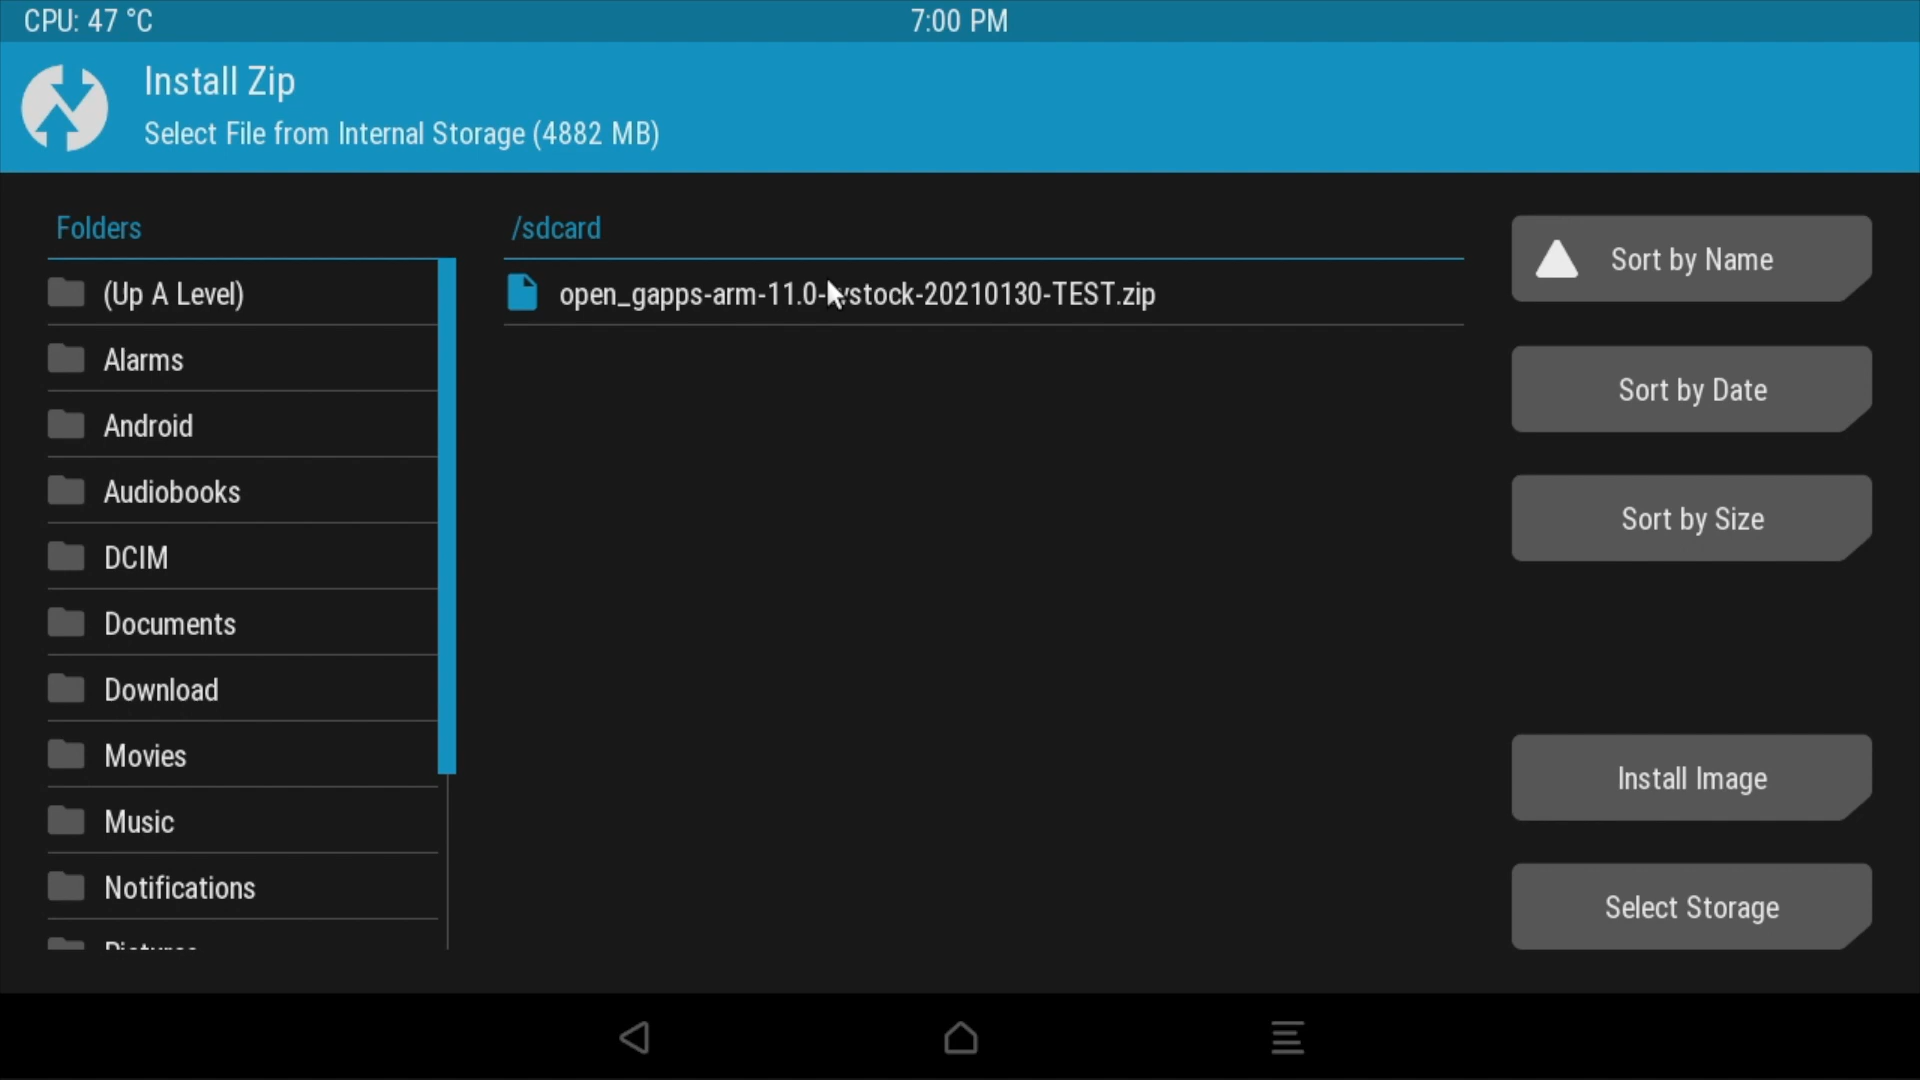 CPU: 47 °C
7:00 PM
Install Zip
Select File from Internal Storage (4882 MB)
Folders
/sdcard
(Up A Level)
Alarms
Android
Audiobooks
DCIM
Documents
Download
Movies
Music
Notifications
Pictures
open_gapps-arm-11.0-tvstock-20210130-TEST.zip
Sort by Name
Sort by Date
Sort by Size
Install Image
Select Storage